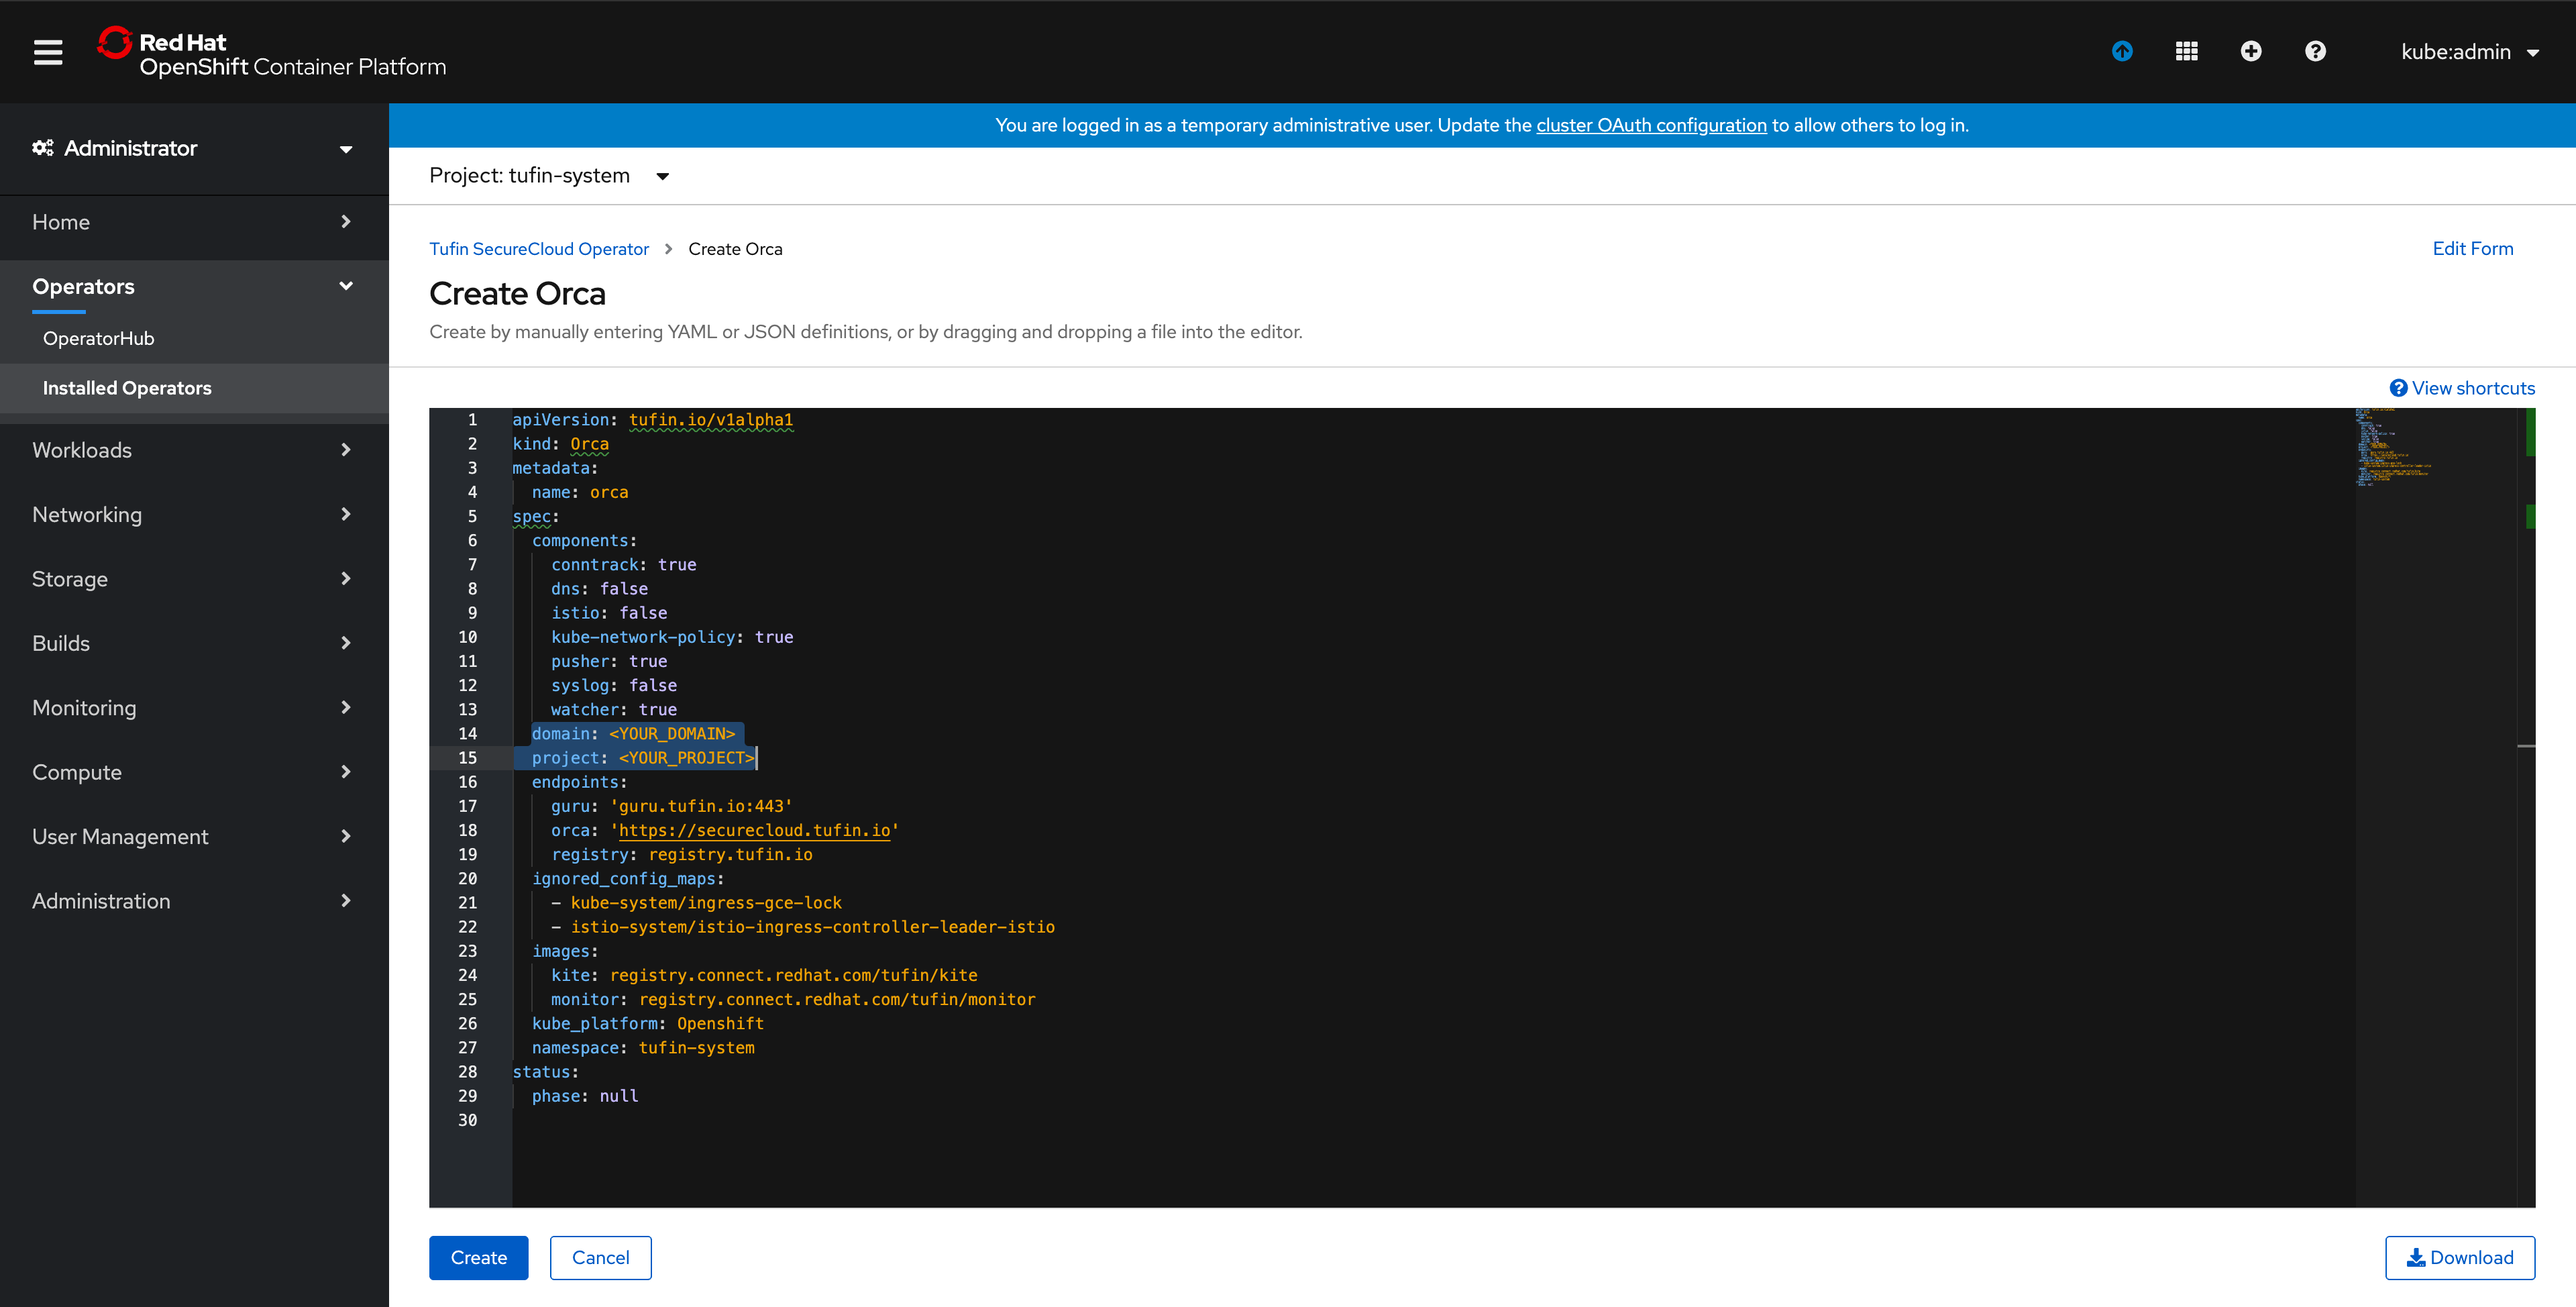 Red Hat
OpenShift Container Platform
kube:admin
Administrator
Home
Operators
OperatorHub
Installed Operators
Workloads
Networking
Storage
Builds
Monitoring
Compute
User Management
Administration
You are logged in as a temporary administrative user. Update the cluster OAuth configuration to allow others to log in.
Project: tufin-system
Tufin SecureCloud Operator > Create Orca
Edit Form
Create Orca
Create by manually entering YAML or JSON definitions, or by dragging and dropping a file into the editor.
View shortcuts
1 apiVersion: tufin.io/v1alpha1
2 kind: Orca
3 metadata:
4 name: orca
5 spec:
6 components:
7 conntrack: true
8 dns: false
9 istio: false
10 kube-network-policy: true
11 pusher: true
12 syslog: false
13 watcher: true
14 domain: <YOUR_DOMAIN>
15 project: <YOUR_PROJECT>
16 endpoints:
17 guru: 'guru.tufin.io:443'
18 orca: 'https://securecloud.tufin.io'
19 registry: registry.tufin.io
20 ignored_config_maps:
21 - kube-system/ingress-gce-lock
22 - istio-system/istio-ingress-controller-leader-istio
23 images:
24 kite: registry.connect.redhat.com/tufin/kite
25 monitor: registry.connect.redhat.com/tufin/monitor
26 kube_platform: Openshift
27 namespace: tufin-system
28 status:
29 phase: null
30
Create
Cancel
Download